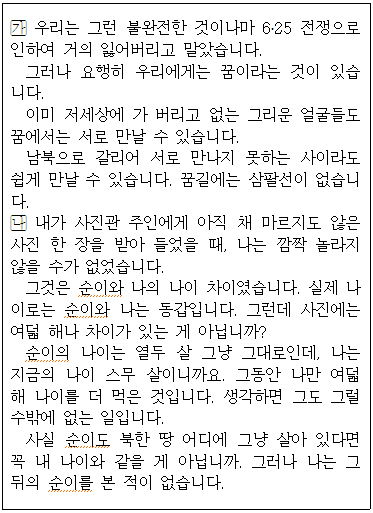 가 우리는 그런 불완전한 것이나마 6·25 전쟁으로
인하여 거의 잃어버리고 말았습니다.
그러나 요행히 우리에게는 꿈이라는 것이 있습
니다.
이미 저세상에 가 버리고 없는 그리운 얼굴들도
꿈에서는 서로 만날 수 있습니다.
남북으로 갈리어 서로 만나지 못하는 사이라도
쉽게 만날 수 있습니다. 꿈길에는 삼팔선이 없습니
다.
나 내가 사진관 주인에게 아직 채 마르지도 않은
사진 한 장을 받아 들었을 때, 나는 깜짝 놀라지
않을 수가 없었습니다.
그것은 순이와 나의 나이 차이였습니다. 실제 나
이로는 순이와 나는 동갑입니다. 그런데 사진에는
여덟 해나 차이가 있는 게 아닙니까?
순이의 나이는 열두 살 그냥 그대로인데, 나는
지금의 나이 스무 살이니까요. 그동안 나만 여덟
해 나이를 더 먹은 것입니다. 생각하면 그도 그럴
수밖에 없는 일입니다.
사실 순이도 북한 땅 어디에 그냥 살아 있다면
꼭 내 나이와 같을 게 아닙니까. 그러나 나는 그
뒤의 순이를 본 적이 없습니다.